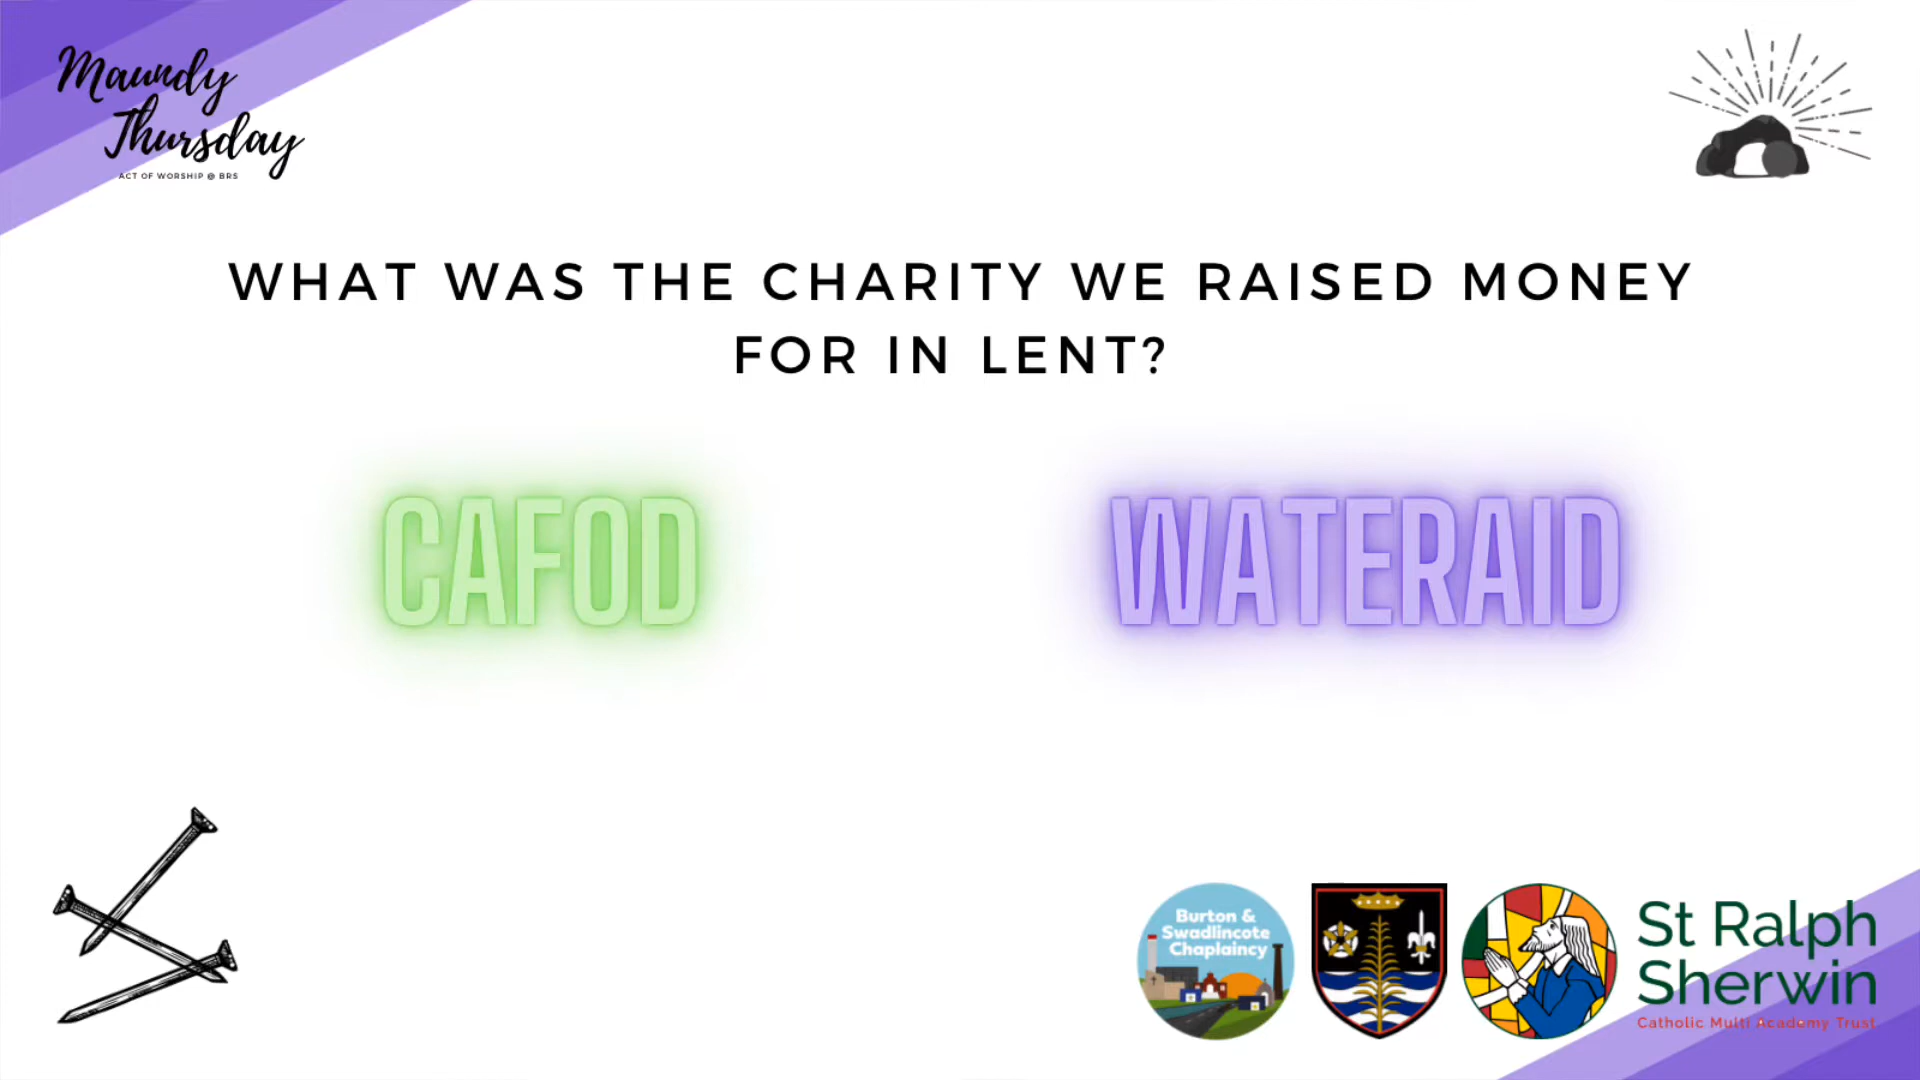 Maundy
Thursday
ACT OF WORSHIP @ BRS
WHAT WAS THE CHARITY WE RAISED MONEY
FOR IN LENT?
CAFOD
WATERAID
Burton &
Swadlincote
Chaplaincy
St Ralph
Sherwin
Catholic Multi Academy Trust